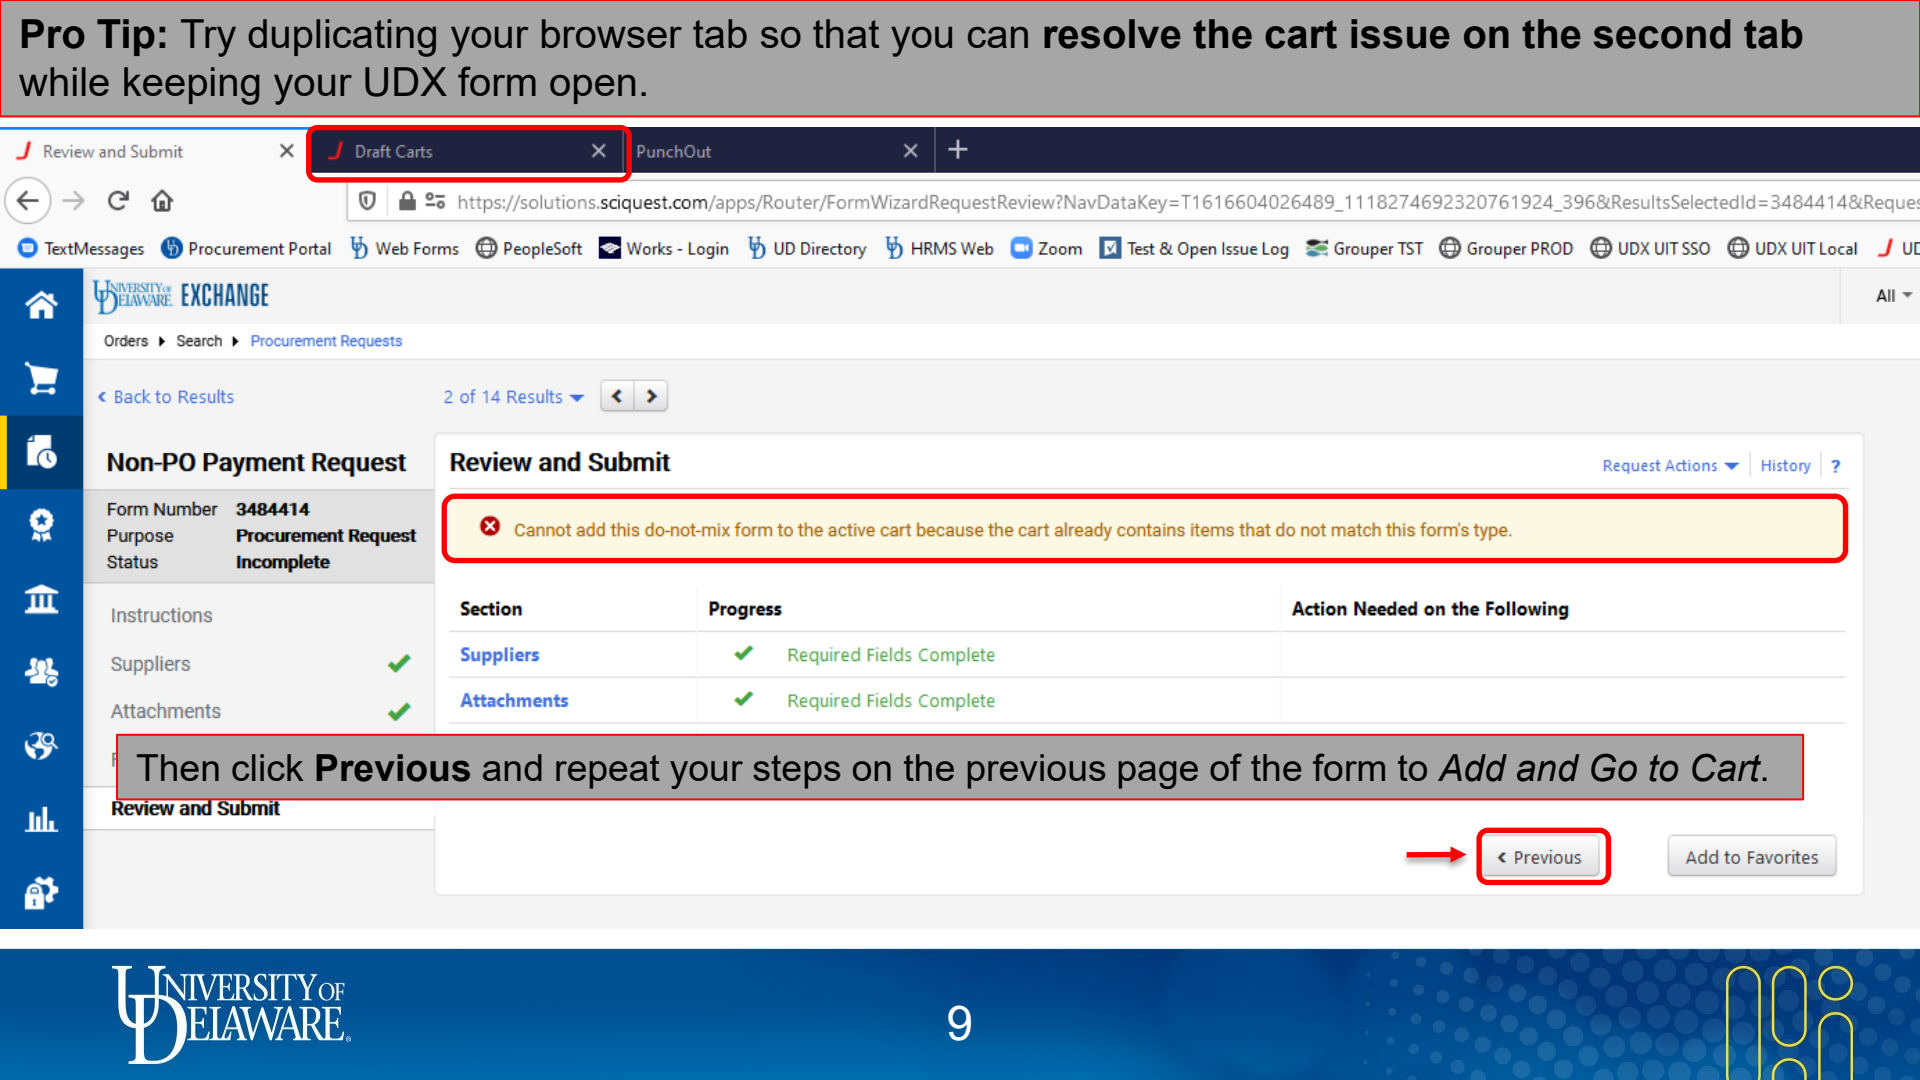 Pro Tip: Try duplicating your browser tab so that you can resolve the cart issue on the second tab
while keeping your UDX form open.
Review and Submit
Draft Carts
PunchOut
https://solutions.sciquest.com/apps/Router/FormWizardRequestReview?NavDataKey=T1616604026489_1118274692320761924_396&ResultsSelectedId=3484414&Reques
TextMessages Procurement Portal Web Forms PeopleSoft Works - Login UD Directory HRMS Web Zoom Test & Open Issue Log Grouper TST Grouper PROD UDX UIT SSO UDX UIT Local UD
UNIVERSITY OF DELAWARE EXCHANGE
All
Orders Search Procurement Requests
Back to Results
2 of 14 Results
Non-PO Payment Request
Form Number 3484414
Purpose Procurement Request
Status Incomplete
Instructions
Suppliers
Attachments
Review and Submit
Review and Submit
Request Actions History ?
Cannot add this do-not-mix form to the active cart because the cart already contains items that do not match this form's type.
Section Progress Action Needed on the Following
Suppliers Required Fields Complete
Attachments Required Fields Complete
Then click Previous and repeat your steps on the previous page of the form to Add and Go to Cart.
Previous
Add to Favorites
UNIVERSITY OF
DELAWARE.
9